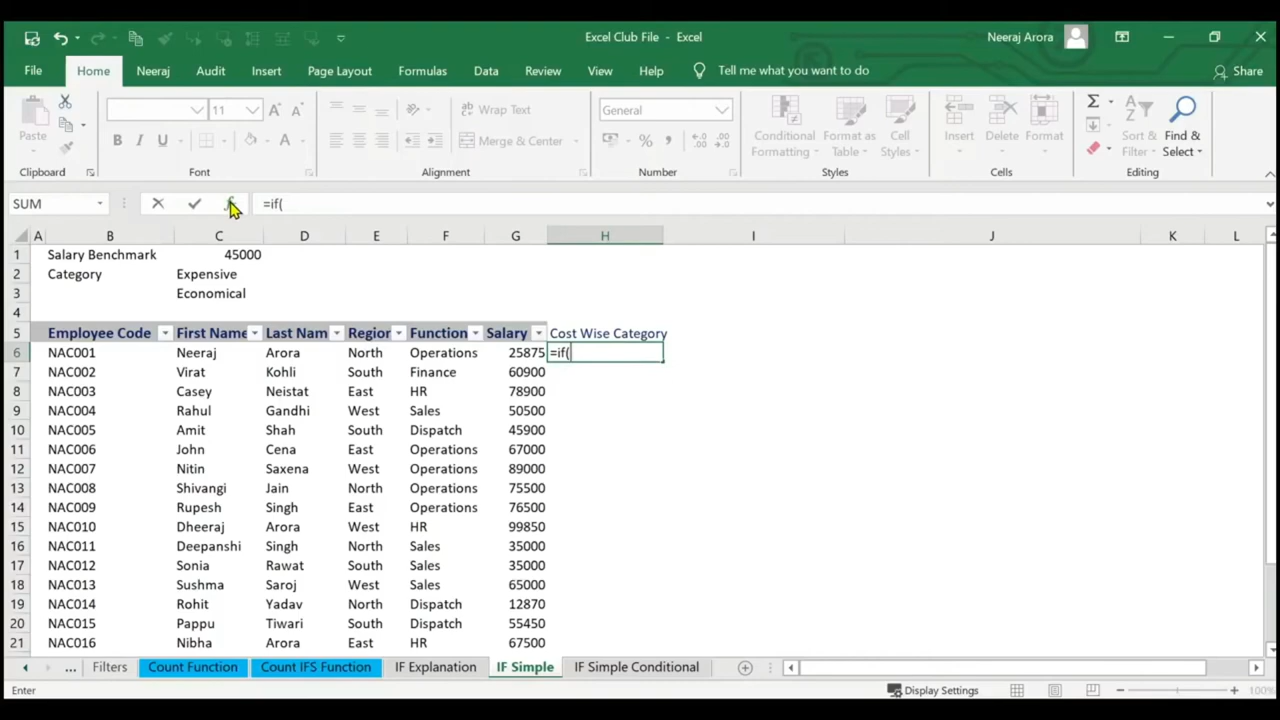 Excel Club File - Excel
Neeraj Arora
File Home Neeraj Audit Insert Page Layout Formulas Data Review View Help Tell me what you want to do Share
11 Wrap Text General
Paste Merge & Center Conditional Formatting Format as Table Cell Styles Insert Delete Format Sort & Filter Find & Select
Clipboard Font Alignment Number Styles Cells Editing
SUM =if(
A B C D E F G H I J K L
1 Salary Benchmark 45000
2 Category Expensive
3 Economical
4
5 Employee Code First Name Last Nam Region Function Salary Cost Wise Category
6 NAC001 Neeraj Arora North Operations 25875 =if(
7 NAC002 Virat Kohli South Finance 60900
8 NAC003 Casey Neistat East HR 78900
9 NAC004 Rahul Gandhi West Sales 50500
10 NAC005 Amit Shah South Dispatch 45900
11 NAC006 John Cena East Operations 67000
12 NAC007 Nitin Saxena West Operations 89000
13 NAC008 Shivangi Jain North Operations 75500
14 NAC009 Rupesh Singh East Operations 76500
15 NAC010 Dheeraj Arora West HR 99850
16 NAC011 Deepanshi Singh North Sales 35000
17 NAC012 Sonia Rawat South Sales 35000
18 NAC013 Sushma Saroj West Sales 65000
19 NAC014 Rohit Yadav North Dispatch 12870
20 NAC015 Pappu Tiwari South Dispatch 55450
21 NAC016 Nibha Arora East HR 67500
... Filters Count Function Count IFS Function IF Explanation IF Simple IF Simple Conditional
Enter Display Settings 100%